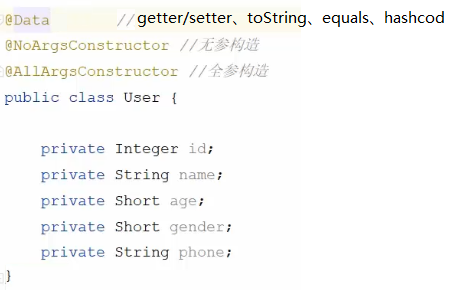 @Data //getter/setter、toString、equals、hashcod
@NoArgsConstructor //无参构造
@AllArgsConstructor //全参构造
public class User {
private Integer id;
private String name;
private Short age;
private Short gender;
private String phone;
}